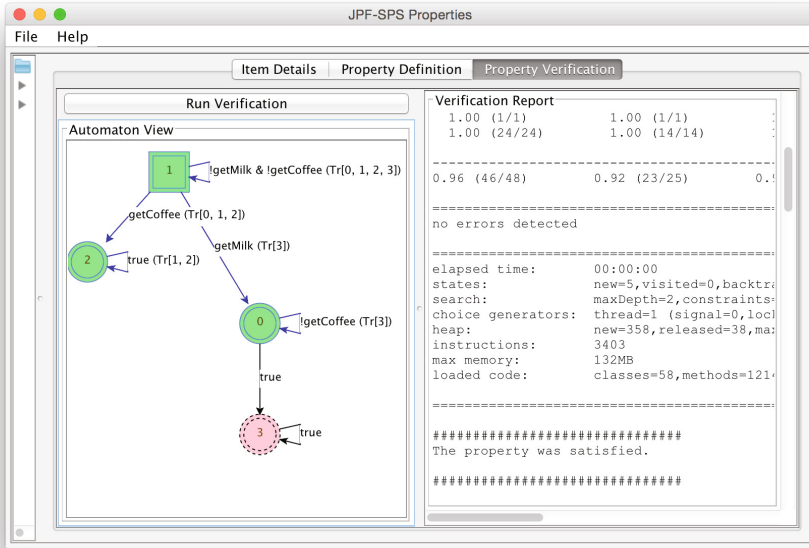 JPF-SPS Properties
File Help
Item Details Property Definition Property Verification
Run Verification
Automaton View
1
!getMilk & !getCoffee (Tr[0, 1, 2, 3])
getCoffee (Tr[0, 1, 2])
getMilk (Tr[3])
2
true (Tr[1, 2])
0
!getCoffee (Tr[3])
true
3
true
Verification Report
1.00 (1/1) 1.00 (1/1)
1.00 (24/24) 1.00 (14/14)
--------------------------------------------
0.96 (46/48) 0.92 (23/25) 0.9
============================================
no errors detected
============================================
elapsed time: 00:00:00
states: new=5,visited=0,backtra
search: maxDepth=2,constraints=
choice generators: thread=1 (signal=0,lock
heap: new=358,released=38,max
instructions: 3403
max memory: 132MB
loaded code: classes=58,methods=1214
============================================
###############################
The property was satisfied.
###############################